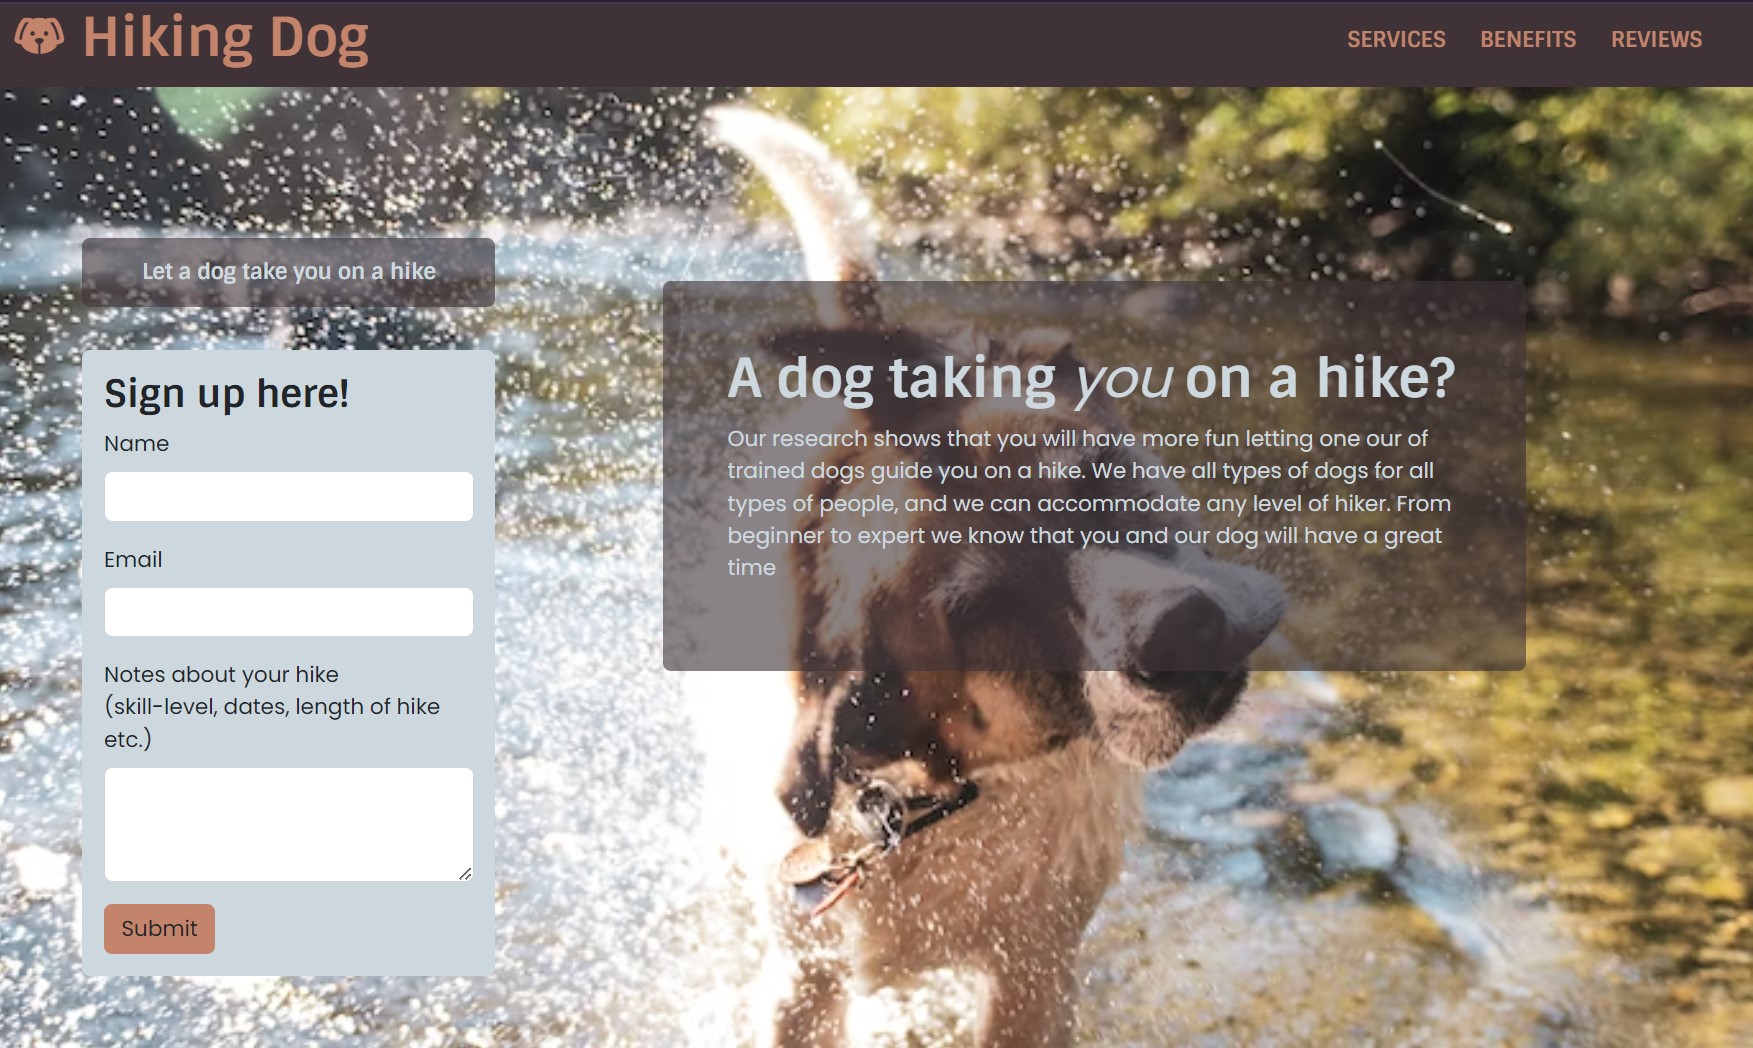 Hiking Dog
SERVICES BENEFITS REVIEWS
Let a dog take you on a hike
Sign up here!
Name
Email
Notes about your hike
(skill-level, dates, length of hike
etc.)
Submit
A dog taking you on a hike?
Our research shows that you will have more fun letting one our of
trained dogs guide you on a hike. We have all types of dogs for all
types of people, and we can accommodate any level of hiker. From
beginner to expert we know that you and our dog will have a great
time